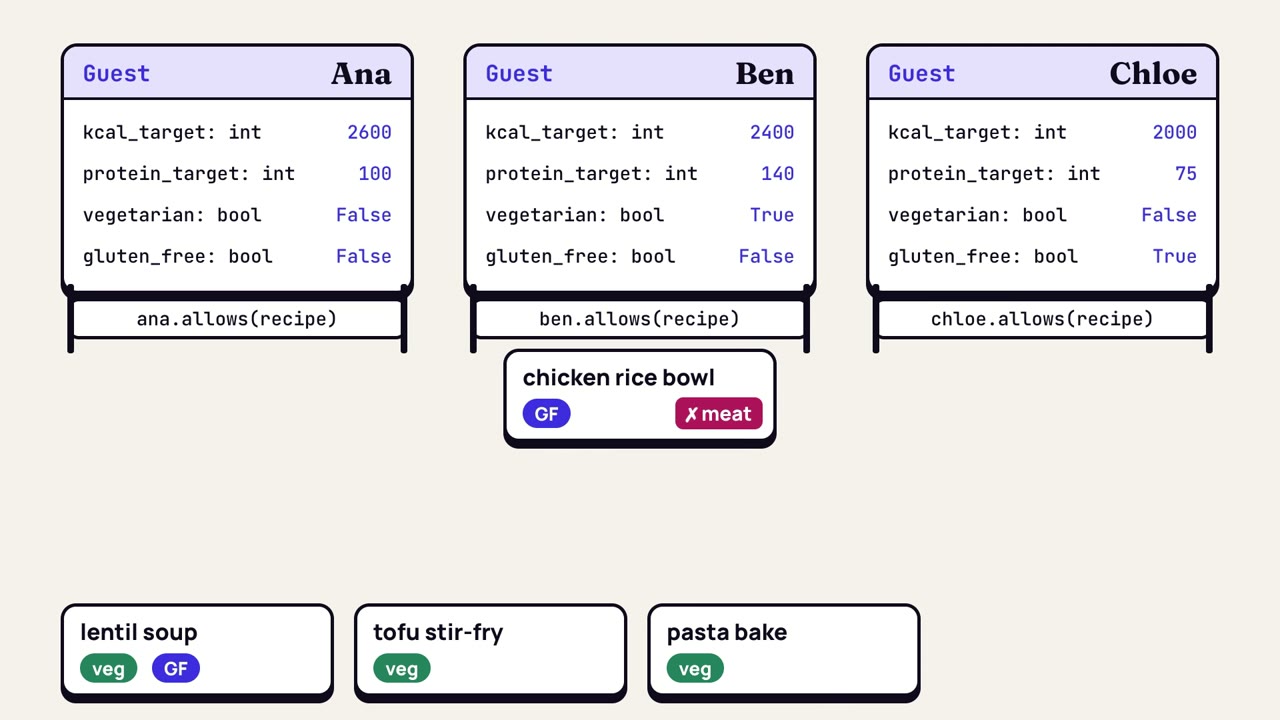 Guest Ana
kcal_target: int 2600
protein_target: int 100
vegetarian: bool False
gluten_free: bool False
ana.allows(recipe)
Guest Ben
kcal_target: int 2400
protein_target: int 140
vegetarian: bool True
gluten_free: bool False
ben.allows(recipe)
Guest Chloe
kcal_target: int 2000
protein_target: int 75
vegetarian: bool False
gluten_free: bool True
chloe.allows(recipe)
chicken rice bowl
GF ✗ meat
lentil soup
veg GF
tofu stir-fry
veg
pasta bake
veg